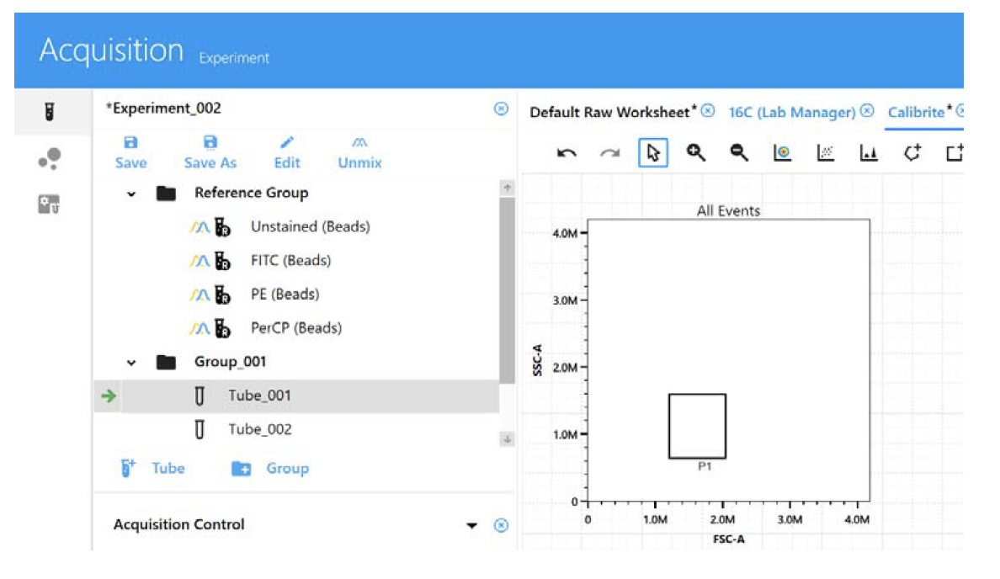 Acquisition Experiment
*Experiment_002
Save Save As Edit Unmix
Reference Group
Unstained (Beads)
FITC (Beads)
PE (Beads)
PerCP (Beads)
Group_001
Tube_001
Tube_002
Tube Group
Acquisition Control
Default Raw Worksheet* 16C (Lab Manager) Calibrite*
All Events
4.0M
3.0M
SSC-A
2.0M
1.0M
P1
0
0 1.0M 2.0M 3.0M 4.0M
FSC-A